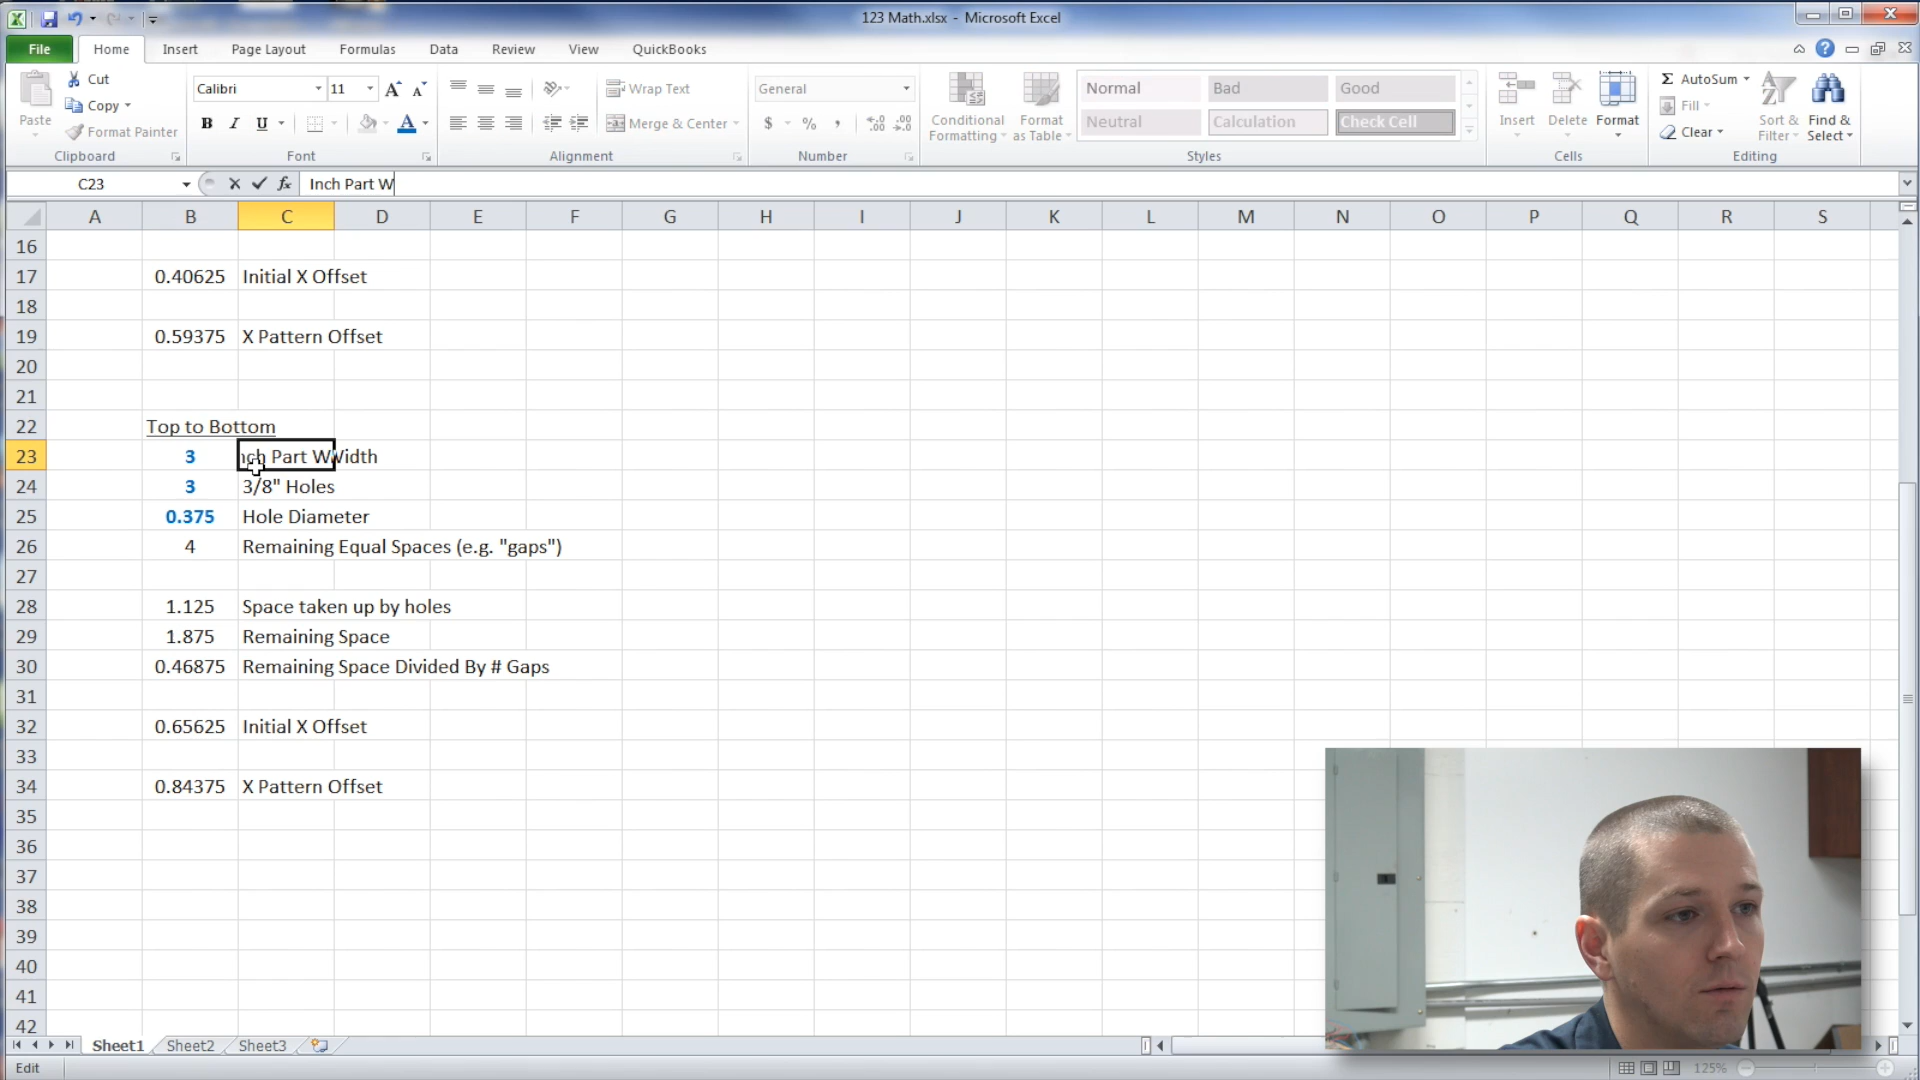 123 Math.xlsx - Microsoft Excel
File Home Insert Page Layout Formulas Data Review View QuickBooks
Cut
Copy
Format Painter
Paste
Clipboard
Calibri 11
B I U
Font
Wrap Text
Merge & Center
Alignment
General
$ % ,
Number
Conditional Formatting
Format as Table
Normal Bad Good
Neutral Calculation Check Cell
Styles
Insert Delete Format
Cells
Σ AutoSum
Fill
Clear
Sort & Filter
Find & Select
Editing
C23 fx Inch Part W
A B C D E F G H I J K L M N O P Q R S
16
17 0.40625 Initial X Offset
18
19 0.59375 X Pattern Offset
20
21
22 Top to Bottom
23 3 nch Part WWidth
24 3 3/8" Holes
25 0.375 Hole Diameter
26 4 Remaining Equal Spaces (e.g. "gaps")
27
28 1.125 Space taken up by holes
29 1.875 Remaining Space
30 0.46875 Remaining Space Divided By # Gaps
31
32 0.65625 Initial X Offset
33
34 0.84375 X Pattern Offset
35
36
37
38
39
40
41
42
Sheet1 Sheet2 Sheet3
Edit 125%